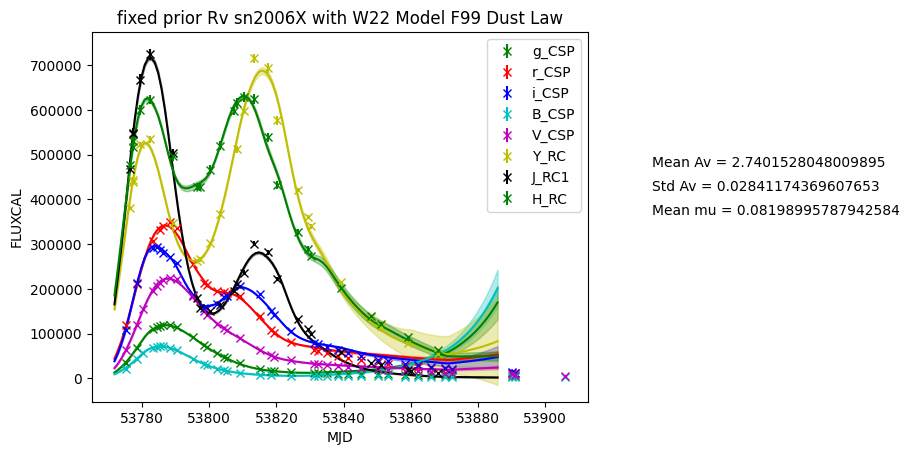 fixed prior Rv sn2006X with W22 Model F99 Dust Law
FLUXCAL
700000
600000
500000
400000
300000
200000
100000
0
53780
53800
53820
53840
53860
53880
53900
MJD
g_CSP
r_CSP
i_CSP
B_CSP
V_CSP
Y_RC
J_RC1
H_RC
Mean Av = 2.7401528048009895
Std Av = 0.02841174369607653
Mean mu = 0.08198995787942584